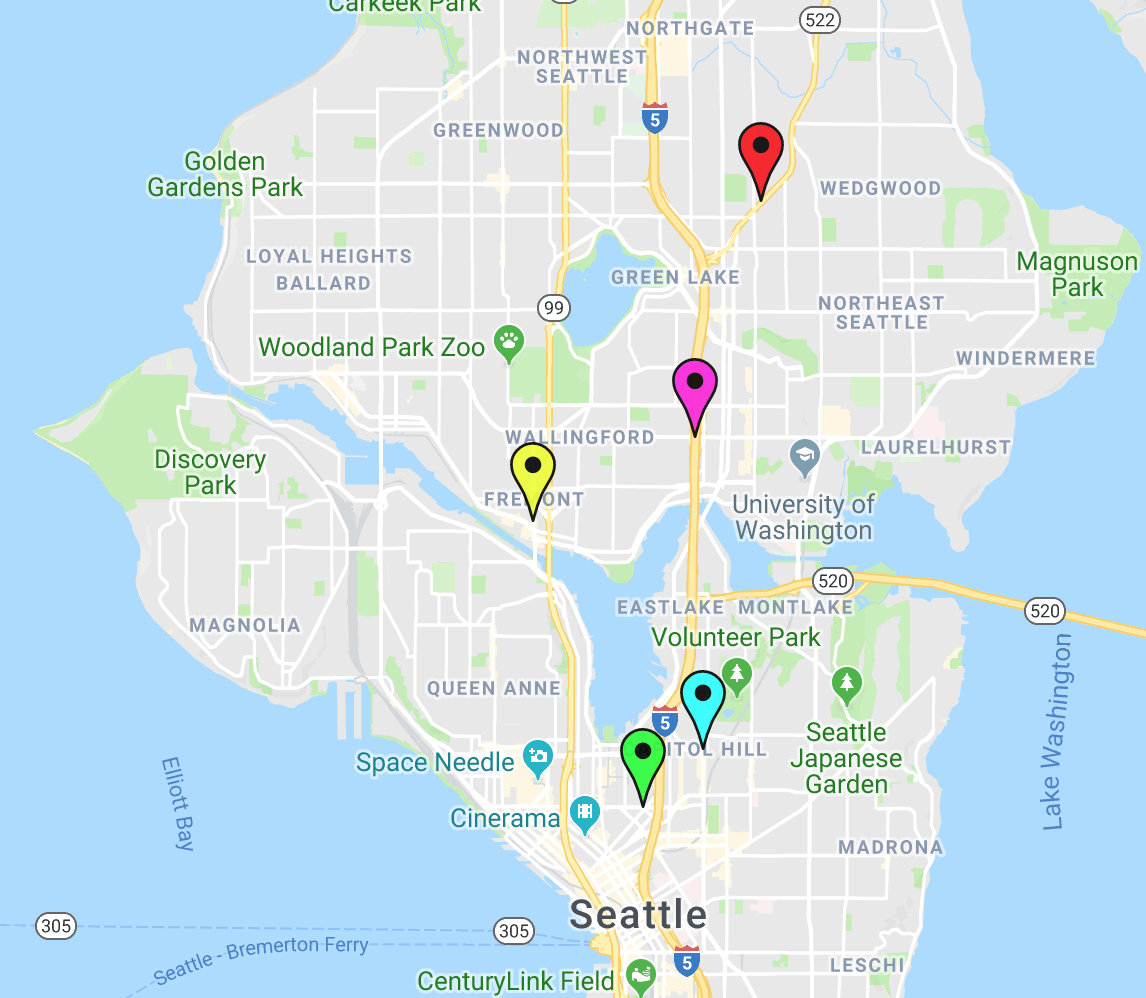 Carkeek Park
522
NORTHGATE
NORTHWEST
SEATTLE
5
GREENWOOD
Golden
Gardens Park
WEDGWOOD
LOYAL HEIGHTS
BALLARD
GREEN LAKE
Magnuson
Park
99
NORTHEAST
SEATTLE
Woodland Park Zoo
WINDERMERE
WALLINGFORD
LAURELHURST
Discovery
Park
FREMONT
University of
Washington
520
520
EASTLAKE
MONTLAKE
MAGNOLIA
Volunteer Park
QUEEN ANNE
Lake Washington
5
ITOL HILL
Seattle
Japanese
Garden
Space Needle
Elliott Bay
Cinerama
MADRONA
Seattle
305
305
Seattle - Bremerton Ferry
5
LESCHI
CenturyLink Field